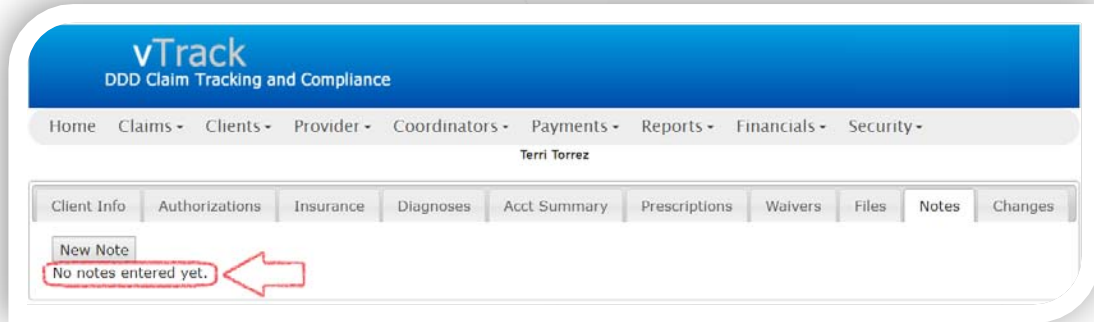 vTrack
DDD Claim Tracking and Compliance
Home Claims Clients Provider Coordinators Payments Reports Financials Security
Terri Torrez
Client Info Authorizations Insurance Diagnoses Acct Summary Prescriptions Waivers Files Notes Changes
New Note
No notes entered yet.